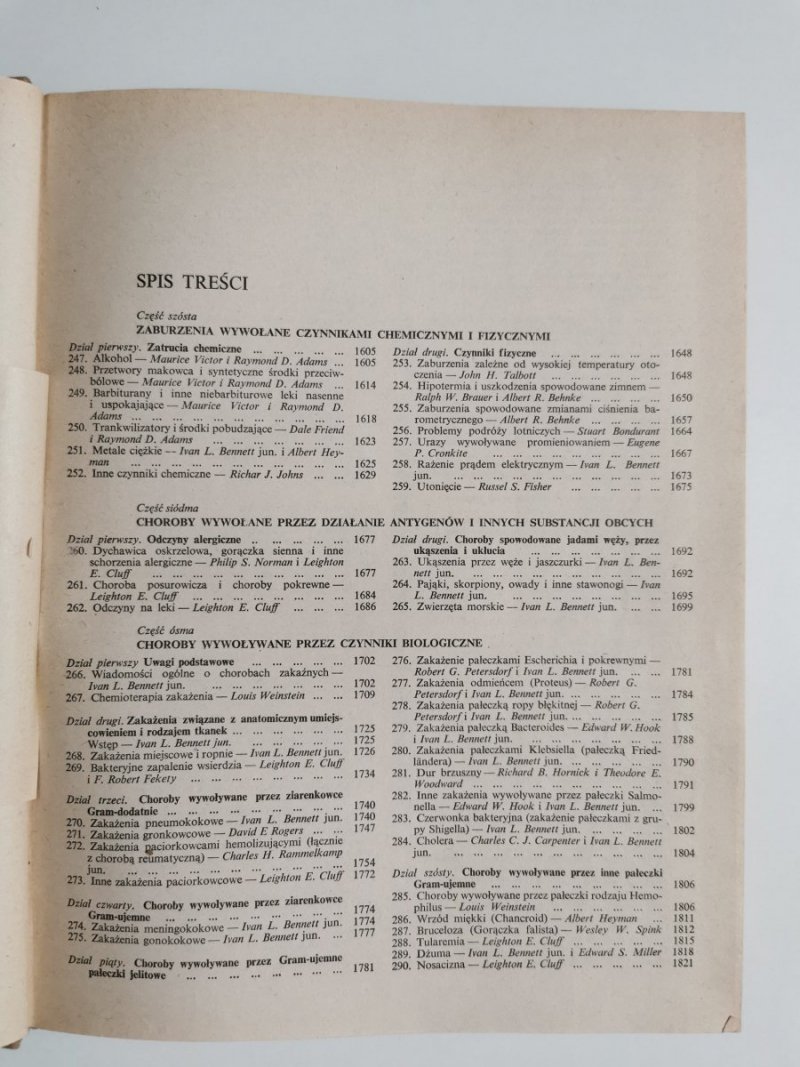 SPIS TREŚCI
Część szósta
ZABURZENIA WYWOŁANE CZYNNIKAMI CHEMICZNYMI I FIZYCZNYMI
Dział pierwszy. Zatrucia chemiczne ... ... ... ... ... 1605
247. Alkohol — Maurice Victor i Raymond D. Adams ... 1605
248. Przetwory makowca i syntetyczne środki przeciw-
bólowe — Maurice Victor i Raymond D. Adams ... 1614
249. Barbiturany i inne niebarbiturowe leki nasenne
i uspokajające — Maurice Victor i Raymond D.
Adams ... ... ... ... ... ... ... ... ... ... ... ... 1618
250. Trankwilizatory i środki pobudzające — Dale Friend
i Raymond D. Adams ... ... ... ... ... ... ... 1623
251. Metale ciężkie — Ivan L. Bennett jun. i Albert Hey-
man ... ... ... ... ... ... ... ... ... ... ... ... 1625
252. Inne czynniki chemiczne — Richar J. Johns ... ... 1629
Dział drugi. Czynniki fizyczne ... ... ... ... ... ... 1648
253. Zaburzenia zależne od wysokiej temperatury oto-
czenia — John H. Talbott ... ... ... ... ... ... 1648
254. Hipotermia i uszkodzenia spowodowane zimnem —
Ralph W. Brauer i Albert R. Behnke ... ... ... ... 1650
255. Zaburzenia spowodowane zmianami ciśnienia ba-
rometrycznego — Albert R. Behnke ... ... ... ... 1657
256. Problemy podróży lotniczych — Stuart Bondurant 1664
257. Urazy wywoływane promieniowaniem — Eugene
P. Cronkite ... ... ... ... ... ... ... ... ... 1667
258. Rażenie prądem elektrycznym — Ivan L. Bennett
jun. ... ... ... ... ... ... ... ... ... ... ... 1673
259. Utonięcie — Russel S. Fisher ... ... ... ... ... 1675
Część siódma
CHOROBY WYWOŁANE PRZEZ DZIAŁANIE ANTYGENÓW I INNYCH SUBSTANCJI OBCYCH
Dział pierwszy. Odczyny alergiczne ... ... ... ... ... 1677
260. Dychawica oskrzelowa, gorączka sienna i inne
schorzenia alergiczne — Philip S. Norman i Leighton
E. Cluff ... ... ... ... ... ... ... ... ... ... ... 1677
261. Choroba posurowicza i choroby pokrewne —
Leighton E. Cluff ... ... ... ... ... ... ... ... ... 1684
262. Odczyny na leki — Leighton E. Cluff ... ... ... 1686
Dział drugi. Choroby spowodowane jadami węży, przez
ukąszenia i ukłucia ... ... ... ... ... ... ... ... 1692
263. Ukąszenia przez węże i jaszczurki — Ivan L. Ben-
nett jun. ... ... ... ... ... ... ... ... ... ... 1692
264. Pająki, skorpiony, owady i inne stawonogi — Ivan
L. Bennett jun. ... ... ... ... ... ... ... ... ... 1695
265. Zwierzęta morskie — Ivan L. Bennett jun. ... ... 1699
Część ósma
CHOROBY WYWOŁYWANE PRZEZ CZYNNIKI BIOLOGICZNE
Dział pierwszy Uwagi podstawowe ... ... ... ... ... 1702
266. Wiadomości ogólne o chorobach zakaźnych —
Ivan L. Bennett jun. ... ... ... ... ... ... ... ... 1702
267. Chemioterapia zakażenia — Louis Weinstein ... ... 1709
Dział drugi. Zakażenia związane z anatomicznym umiejs-
cowieniem i rodzajem tkanek ... ... ... ... ... ... 1725
Wstęp — Ivan L. Bennett jun. ... ... ... ... ... 1725
268. Zakażenia miejscowe i ropnie — Ivan L. Bennett jun. 1726
269. Bakteryjne zapalenie wsierdzia — Leighton E. Cluff
i F. Robert Fekety ... ... ... ... ... ... ... ... ... 1734
Dział trzeci. Choroby wywoływane przez ziarenkowce
Gram-dodatnie ... ... ... ... ... ... ... ... ... ... 1740
270. Zakażenia pneumokokowe — Ivan L. Bennett jun. 1740
271. Zakażenia gronkowcowe — David E Rogers ... ... 1747
272. Zakażenia paciorkowcami hemolizującymi (łącznie
z chorobą reumatyczną) — Charles H. Rammelkamp
jun. ... ... ... ... ... ... ... ... ... ... ... ... 1754
273. Inne zakażenia paciorkowcowe — Leighton E. Cluff 1772
Dział czwarty. Choroby wywoływane przez ziarenkowce
Gram-ujemne ... ... ... ... ... ... ... ... ... ... 1774
274. Zakażenia meningokokowe — Ivan L. Bennett jun. 1774
275. Zakażenia gonokokowe — Ivan L. Bennett jun. ... 1777
Dział piąty. Choroby wywoływane przez Gram-ujemne
pałeczki jelitowe ... ... ... ... ... ... ... ... ... 1781
276. Zakażenie pałeczkami Escherichia i pokrewnymi —
Robert G. Petersdorf i Ivan L. Bennett jun. ... ... 1781
277. Zakażenia odmieńcem (Proteus) — Robert G.
Petersdorf i Ivan L. Bennett jun. ... ... ... ... ... 1784
278. Zakażenia pałeczką ropy błękitnej — Robert G.
Petersdorf i Ivan L. Bennett jun. ... ... ... ... ... 1785
279. Zakażenia pałeczką Bacteroides — Edward W. Hook
i Ivan L. Bennett jun. ... ... ... ... ... ... ... 1788
280. Zakażenia pałeczkami Klebsiella (pałeczką Fried-
ländera) — Ivan L. Bennett jun. ... ... ... ... ... 1790
281. Dur brzuszny — Richard B. Hornick i Theodore E.
Woodward ... ... ... ... ... ... ... ... ... ... 1791
282. Inne zakażenia wywoływane przez pałeczki Salmo-
nella — Edward W. Hook i Ivan L. Bennett jun. ... 1799
283. Czerwonka bakteryjna (zakażenie pałeczkami z gru-
py Shigella) — Ivan L. Bennett jun. ... ... ... ... 1802
284. Cholera — Charles C. J. Carpenter i Ivan L. Bennett
jun. ... ... ... ... ... ... ... ... ... ... ... 1804
Dział szósty. Choroby wywoływane przez inne pałeczki
Gram-ujemne ... ... ... ... ... ... ... ... ... 1806
285. Choroby wywoływane przez pałeczki rodzaju Hemo-
philus — Louis Weinstein ... ... ... ... ... ... 1806
286. Wrzód miękki (Chancroid) — Albert Heyman ... 1811
287. Bruceloza (Gorączka falista) — Wesley W. Spink 1812
288. Tularemia — Leighton E. Cluff ... ... ... ... ... 1815
289. Dżuma — Ivan L. Bennett jun. i Edward S. Miller 1818
290. Nosacizna — Leighton E. Cluff ... ... ... ... ... 1821